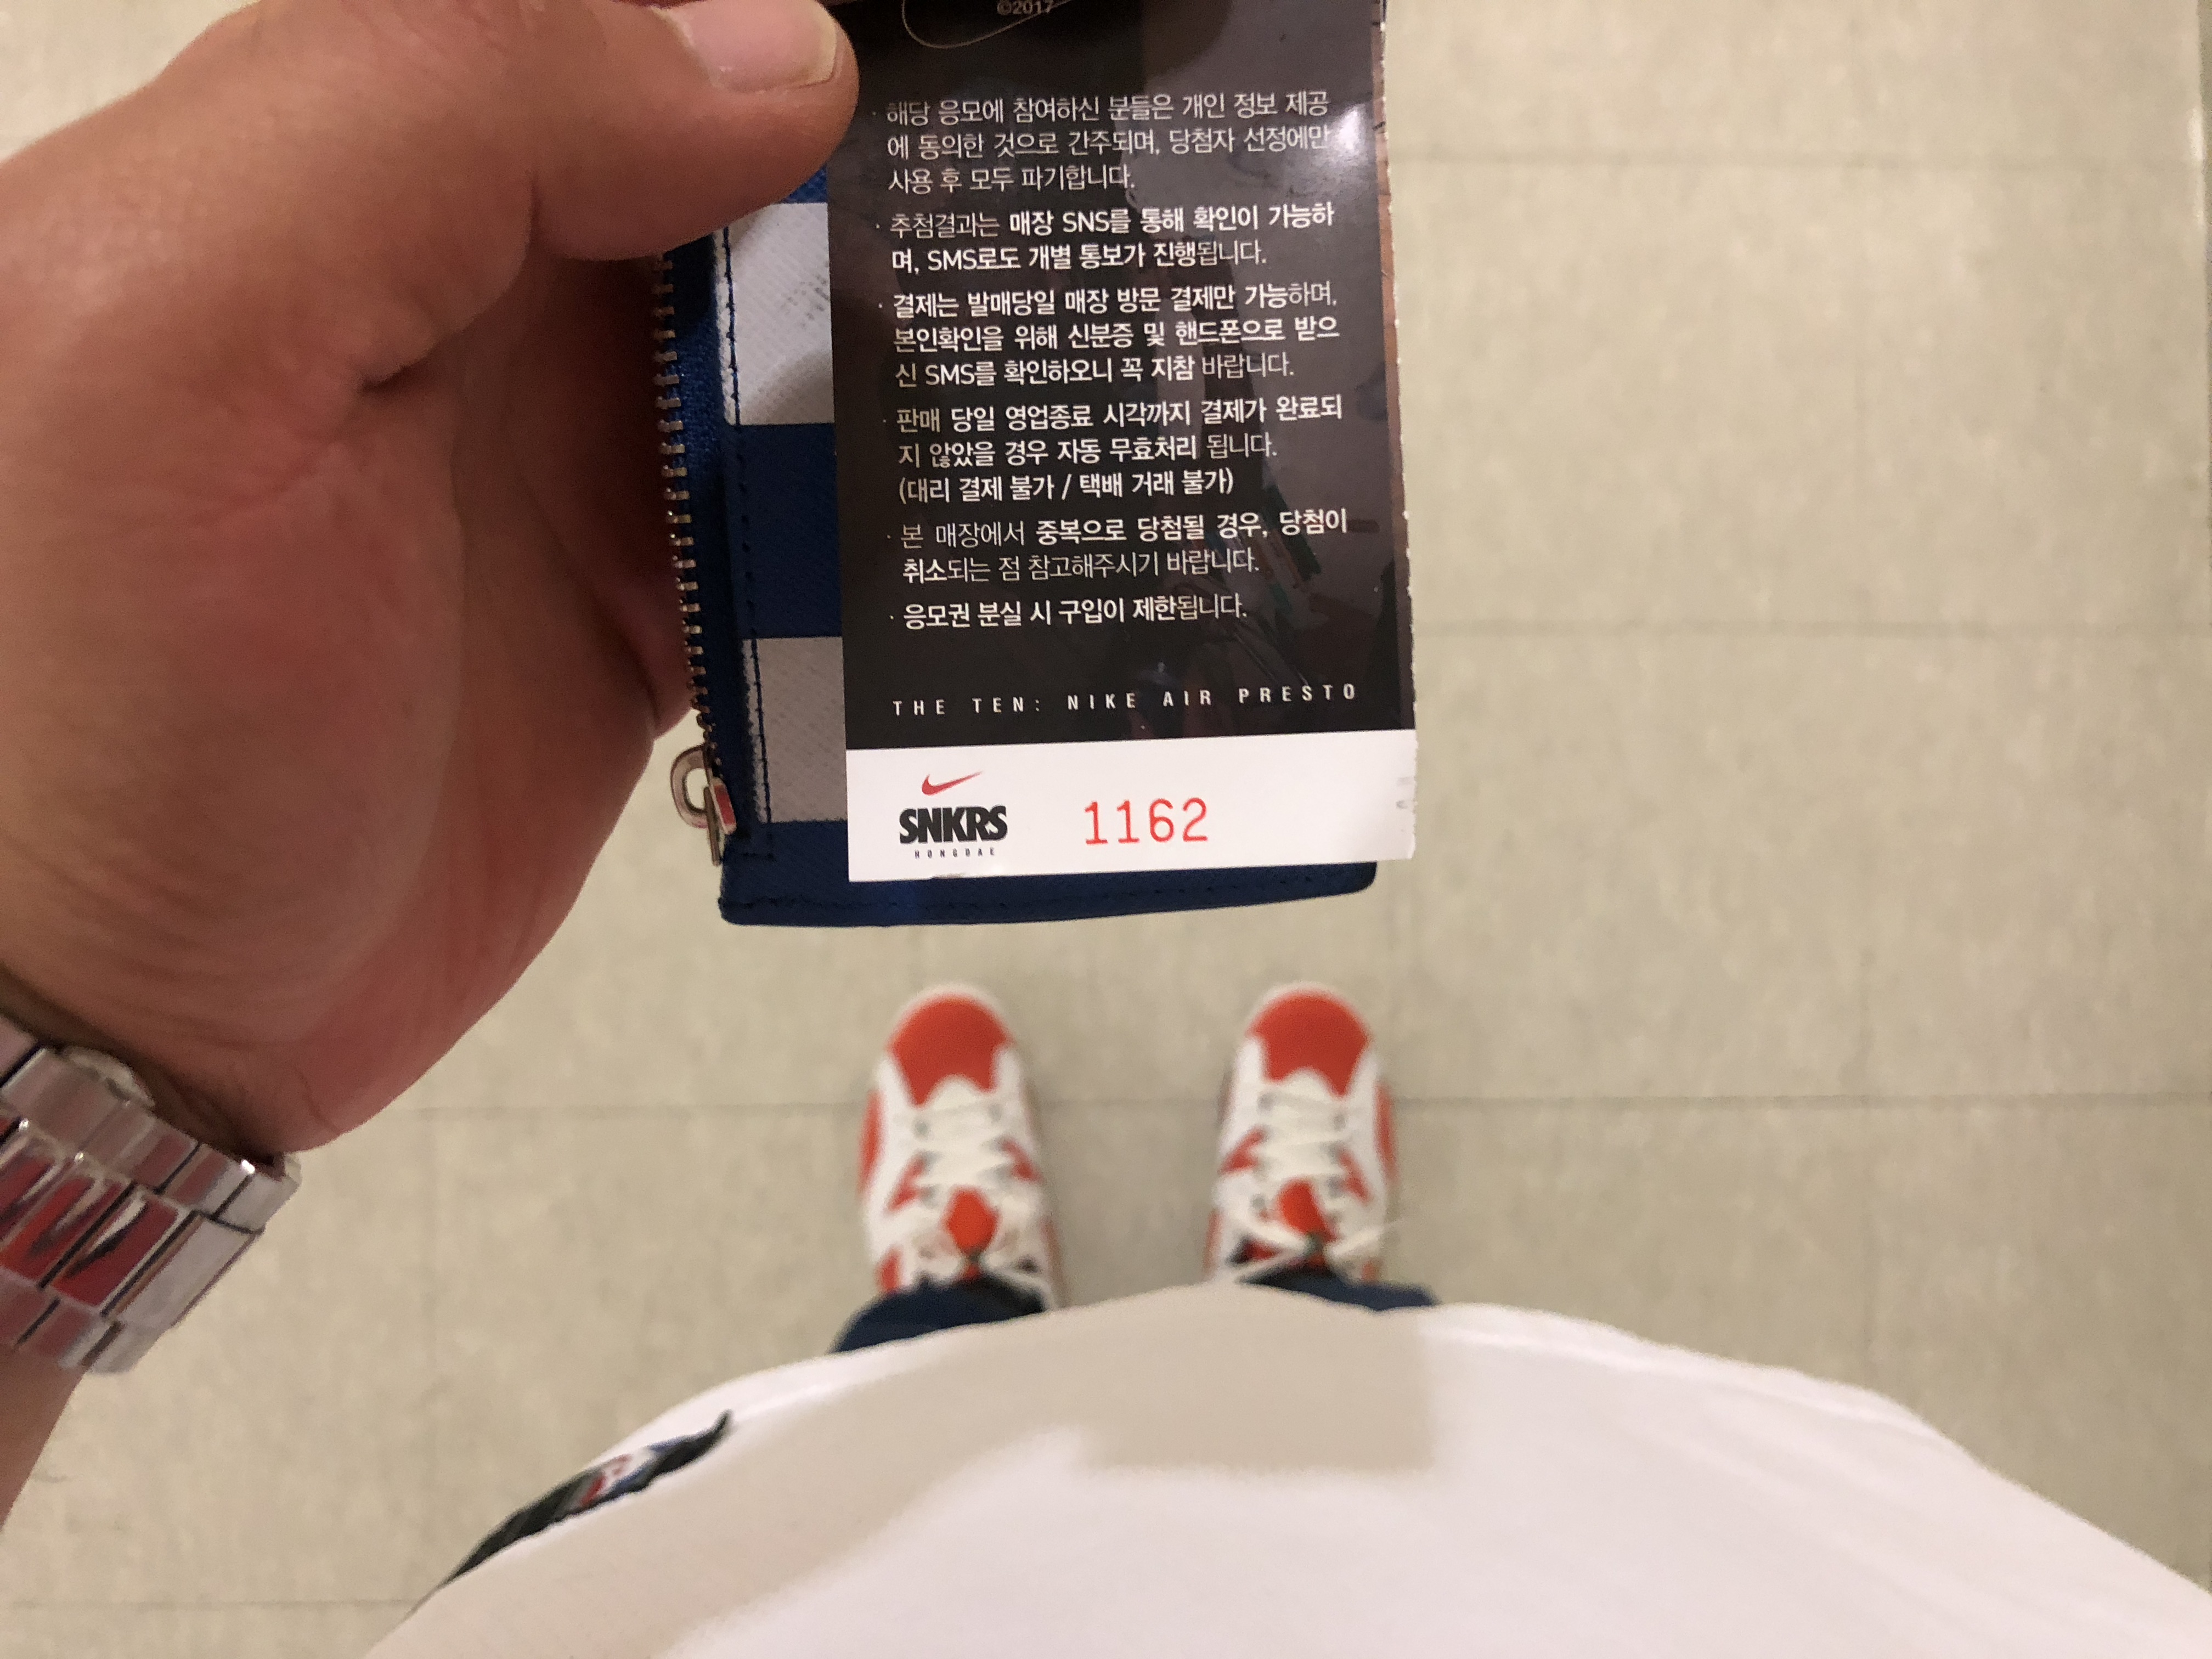 ©2017
· 해당 응모에 참여하신 분들은 개인 정보 제공
에 동의한 것으로 간주되며, 당첨자 선정에만
사용 후 모두 파기합니다.
· 추첨결과는 매장 SNS를 통해 확인이 가능하
며, SMS로도 개별 통보가 진행됩니다.
· 결제는 발매당일 매장 방문 결제만 가능하며,
본인확인을 위해 신분증 및 핸드폰으로 받으
신 SMS를 확인하오니 꼭 지참 바랍니다.
· 판매 당일 영업종료 시각까지 결제가 완료되
지 않았을 경우 자동 무효처리 됩니다.
(대리 결제 불가 / 택배 거래 불가)
· 본 매장에서 중복으로 당첨될 경우, 당첨이
취소되는 점 참고해주시기 바랍니다.
· 응모권 분실 시 구입이 제한됩니다.
THE TEN: NIKE AIR PRESTO
SNKRS
HONGDAE
1162